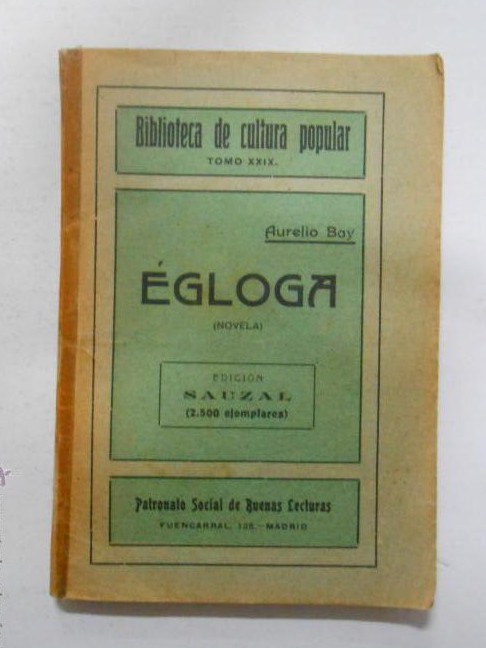 Biblioteca de cultura popular
TOMO XXIX.
Aurelio Bay
ÉGLOGA
(NOVELA)
EDICIÓN
SAUZAL
(2.500 ejemplares)
Patronato Social de Buenas Lecturas
FUENCARRAL, 125.-MADRID